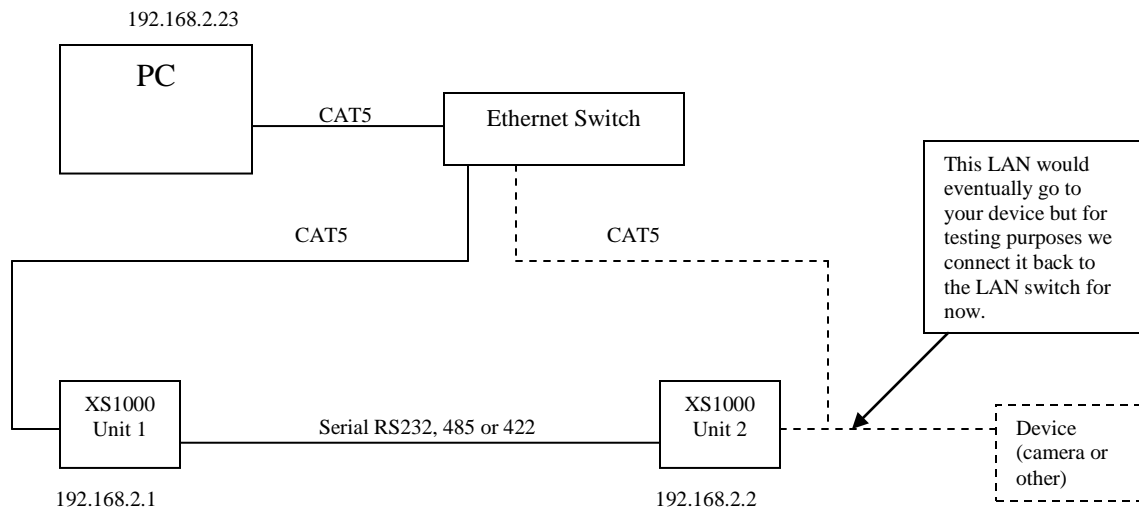 192.168.2.23
PC
CAT5
Ethernet Switch
This LAN would
eventually go to
your device but for
testing purposes we
connect it back to
the LAN switch for
now.
CAT5
CAT5
XS1000
Unit 1
Serial RS232, 485 or 422
XS1000
Unit 2
Device
(camera or
other)
192.168.2.1
192.168.2.2